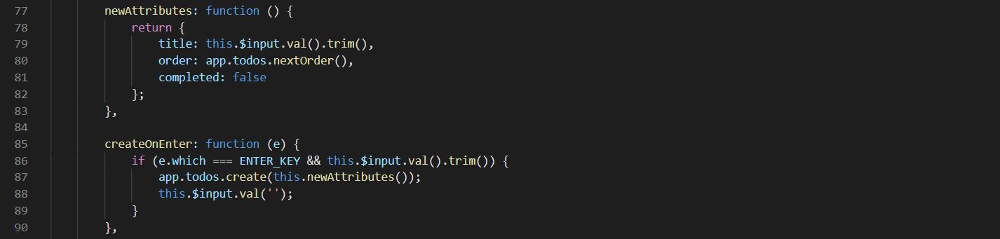 77 newAttributes: function () {
78 return {
79 title: this.$input.val().trim(),
80 order: app.todos.nextOrder(),
81 completed: false
82 };
83 },
84
85 createOnEnter: function (e) {
86 if (e.which === ENTER_KEY && this.$input.val().trim()) {
87 app.todos.create(this.newAttributes());
88 this.$input.val('');
89 }
90 },